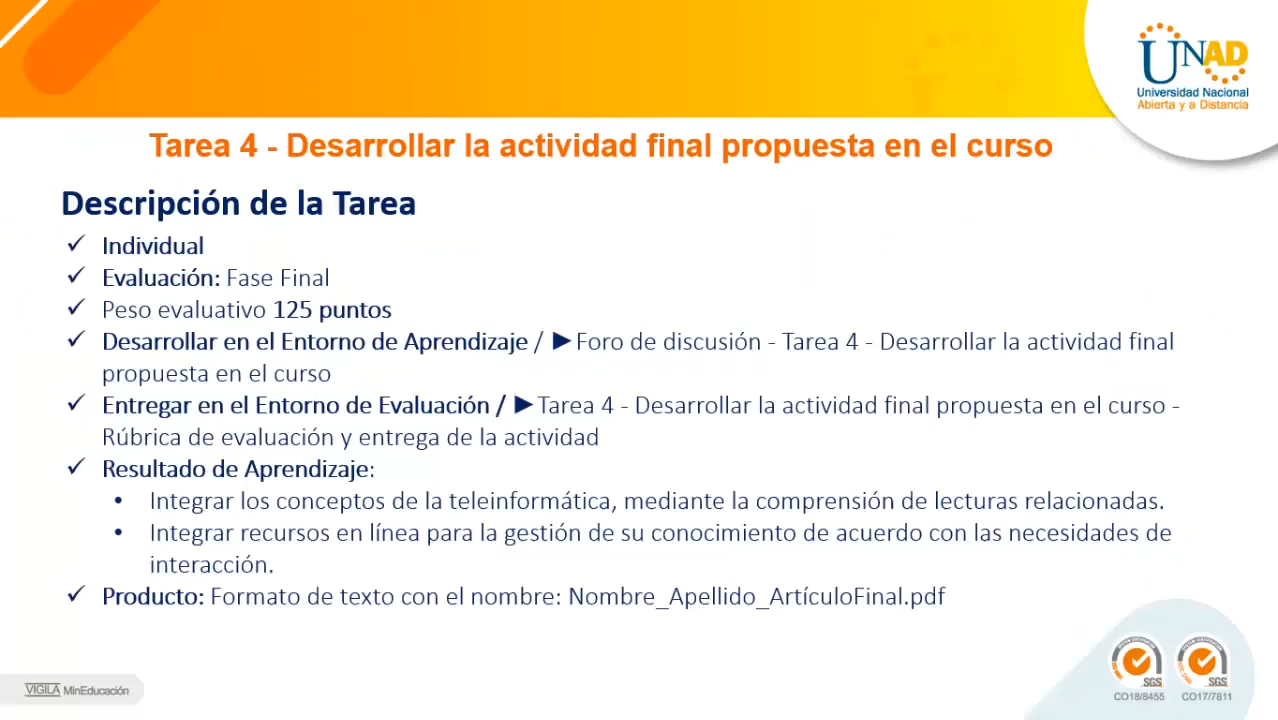 UNAD
Universidad Nacional
Abierta y a Distancia
Tarea 4 - Desarrollar la actividad final propuesta en el curso
Descripción de la Tarea
✓ Individual
✓ Evaluación: Fase Final
✓ Peso evaluativo 125 puntos
✓ Desarrollar en el Entorno de Aprendizaje / ►Foro de discusión - Tarea 4 - Desarrollar la actividad final
propuesta en el curso
✓ Entregar en el Entorno de Evaluación / ►Tarea 4 - Desarrollar la actividad final propuesta en el curso -
Rúbrica de evaluación y entrega de la actividad
✓ Resultado de Aprendizaje:
• Integrar los conceptos de la teleinformática, mediante la comprensión de lecturas relacionadas.
• Integrar recursos en línea para la gestión de su conocimiento de acuerdo con las necesidades de
interacción.
✓ Producto: Formato de texto con el nombre: Nombre_Apellido_ArtículoFinal.pdf
VIGILADA MinEducación
SGS SGS
CO18/8455 CO17/7811